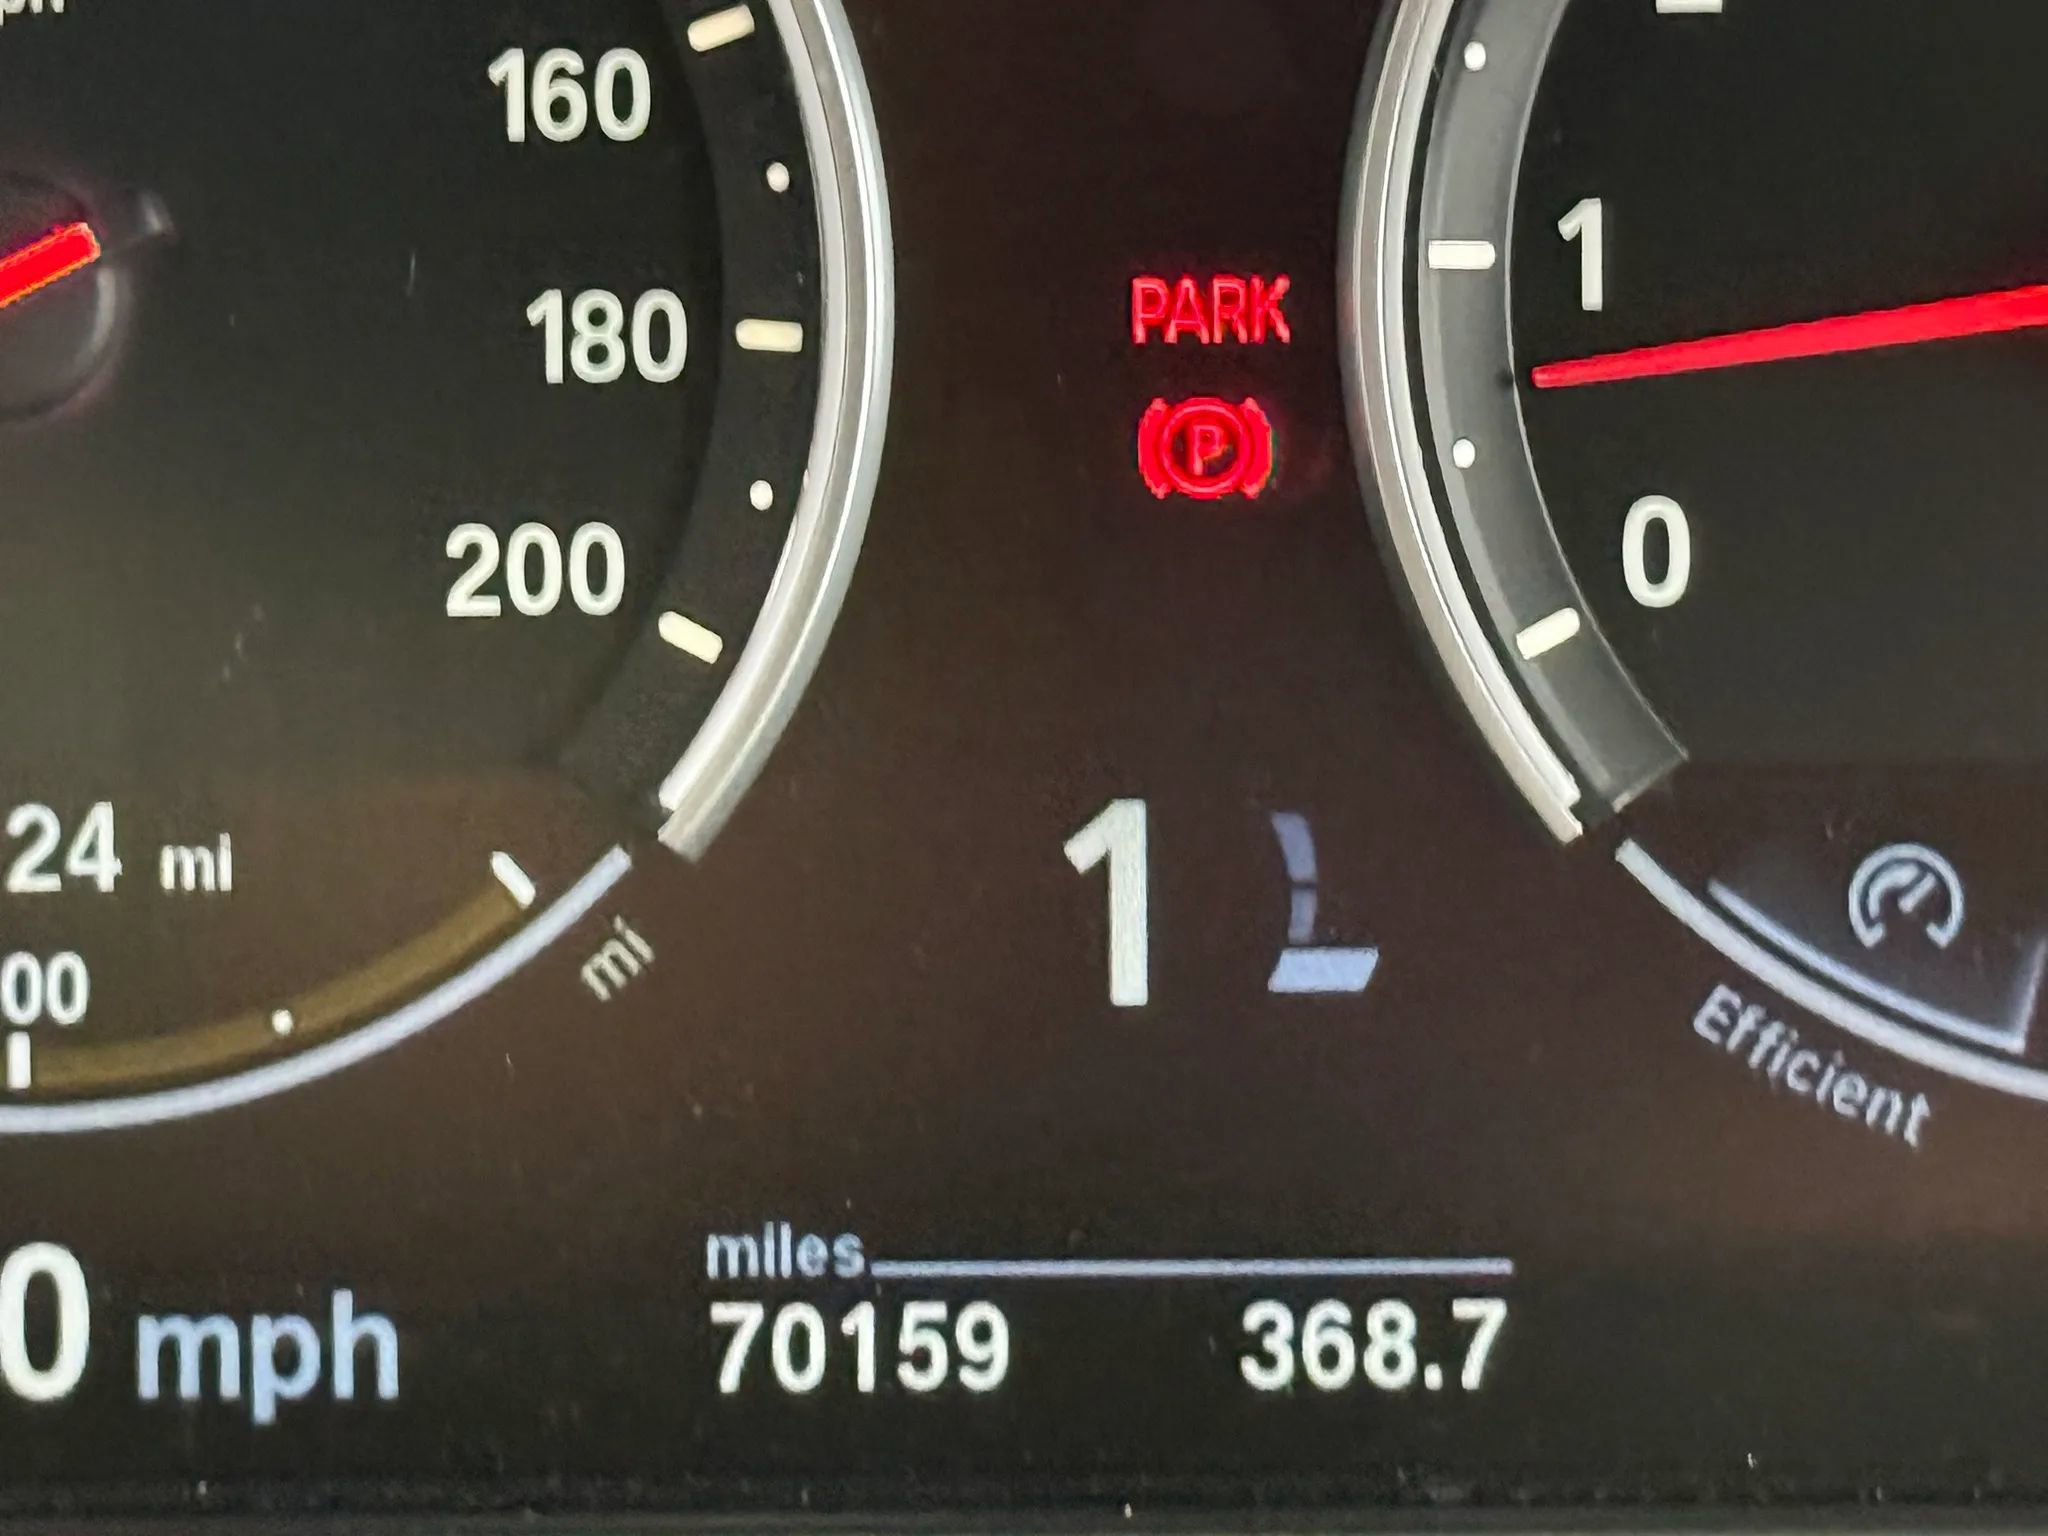 160
180
200
24 mi
00
mi
0 mph
PARK
P
1
miles
70159 368.7
1
0
Efficient